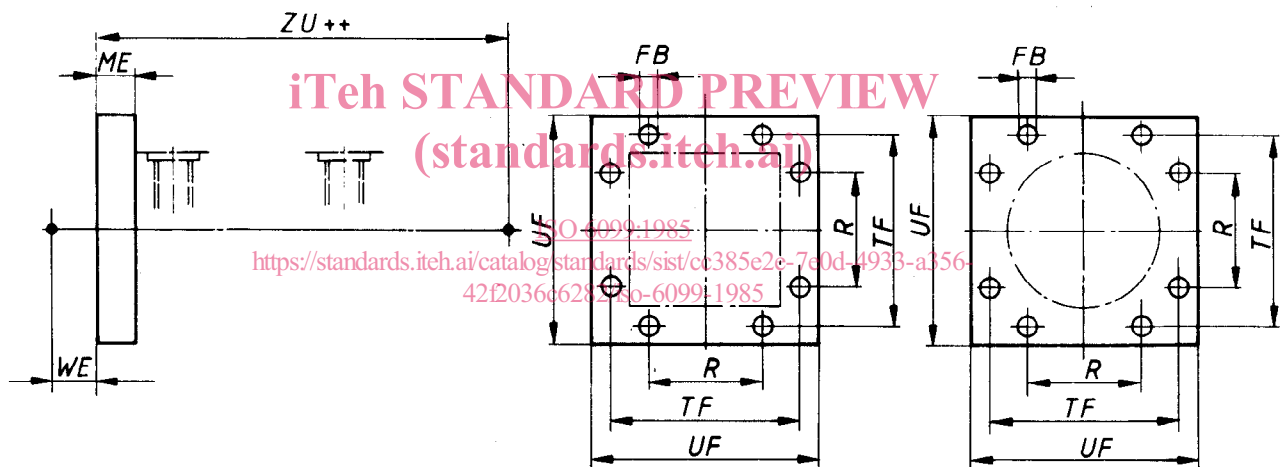 ZU ++
ME
FB
FB
iTeh STANDARD PREVIEW
(standards.iteh.ai)
UF
R
TF
UF
R
TF
ISO 6099:1985
https://standards.iteh.ai/catalog/standards/sist/cc385e2c-7e0d-4933-a356-
42f2036c6282/iso-6099-1985
WE
R
R
TF
TF
UF
UF